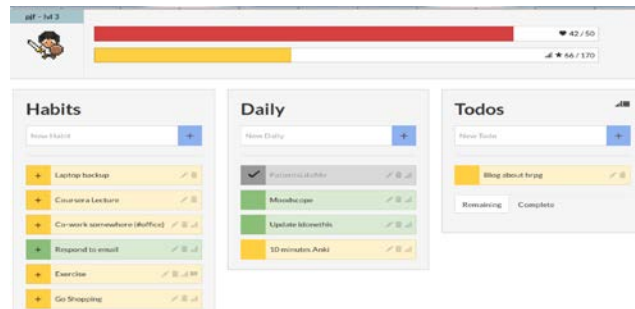 pjf - lvl 3
42 / 50
66 / 170
Habits
New Habit
+
+ Laptop backup
+ Coursera Lecture
+ Co-work somewhere (#office)
+ Respond to email
+ Exercise
+ Go Shopping
Daily
New Daily
+
Moodscope
Update idonethis
10 minutes Anki
Todos
New Todo
+
Blog about hrpg
Remaining Complete